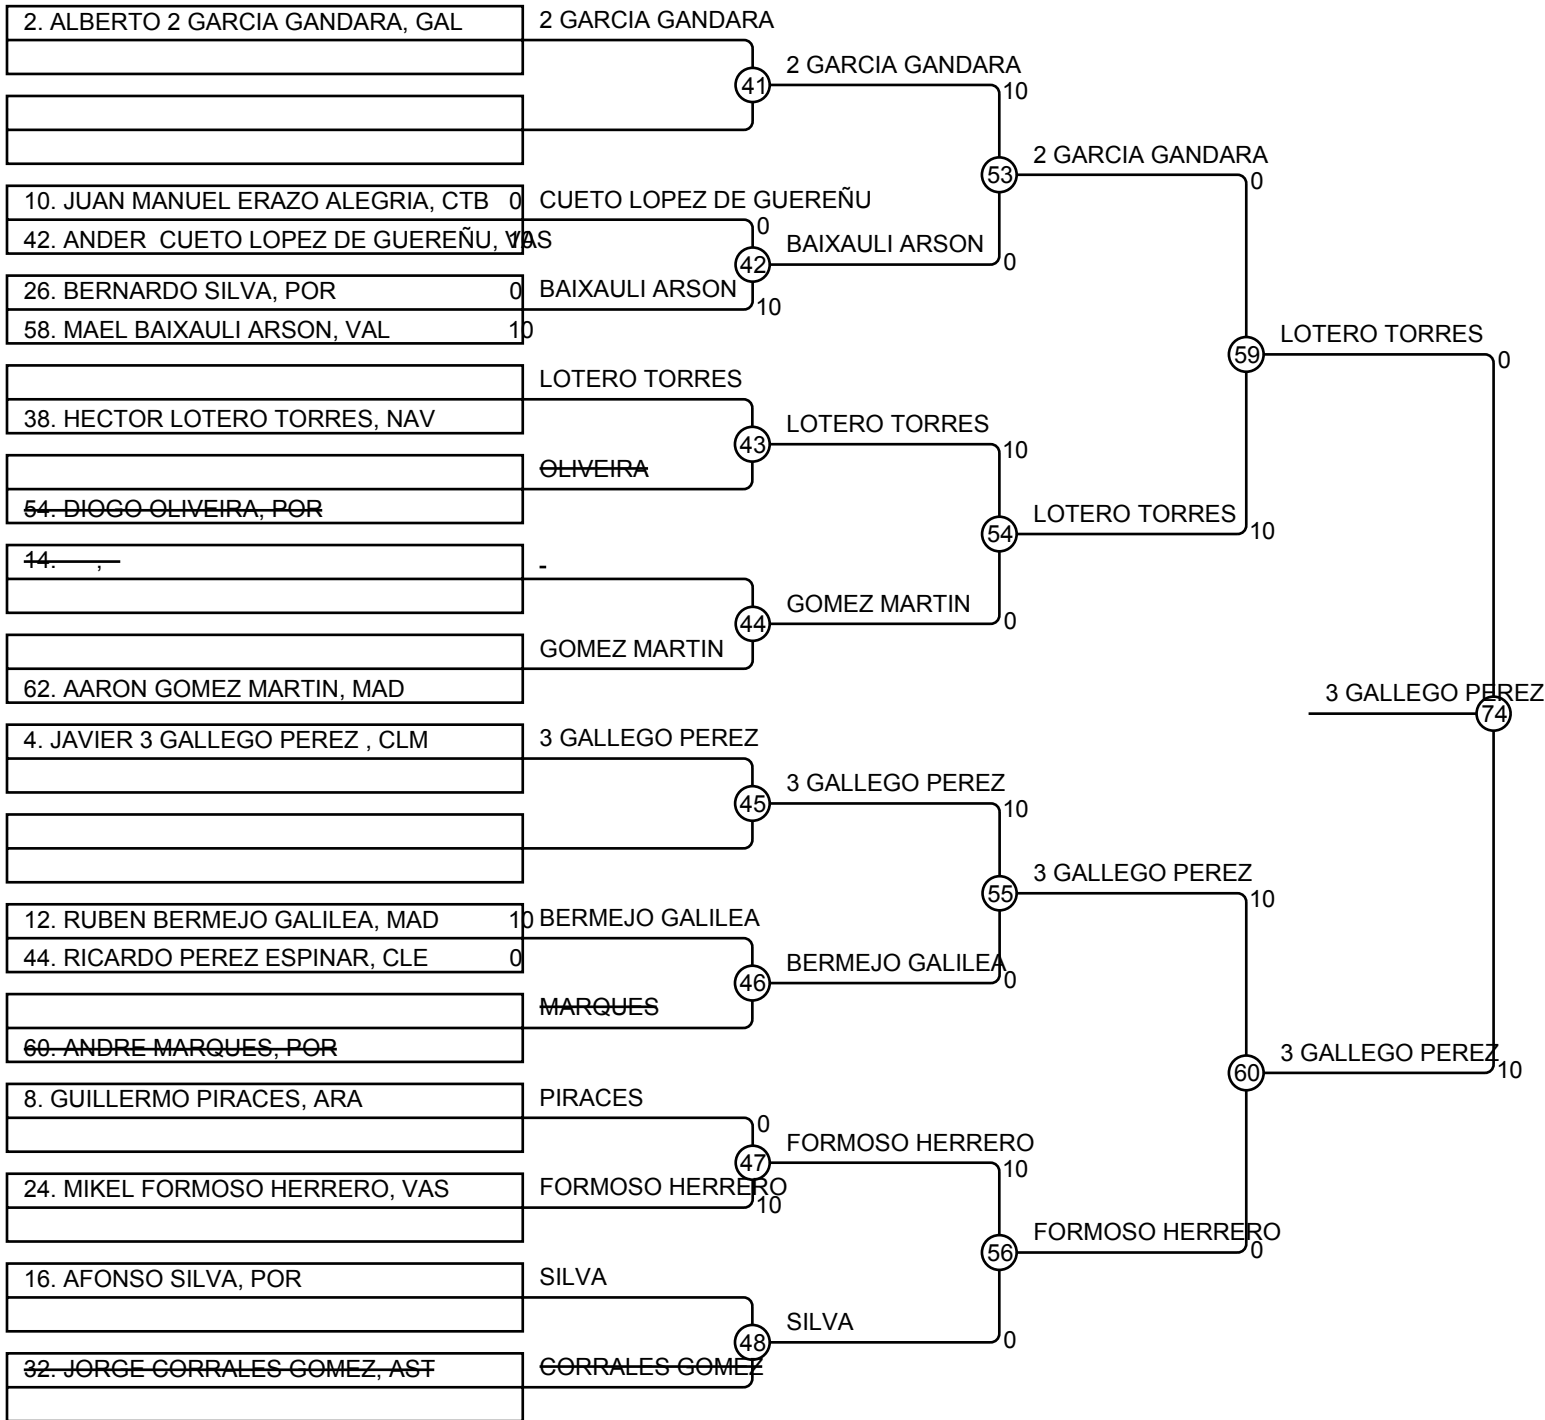 2. ALBERTO 2 GARCIA GANDARA, GAL
2 GARCIA GANDARA
41
2 GARCIA GANDARA
10
53
2 GARCIA GANDARA
0
10. JUAN MANUEL ERAZO ALEGRIA, CTB 0
CUETO LOPEZ DE GUEREÑU
0
42. ANDER CUETO LOPEZ DE GUEREÑU, VAS 10
42
BAIXAULI ARSON
0
26. BERNARDO SILVA, POR 0
BAIXAULI ARSON
10
58. MAEL BAIXAULI ARSON, VAL 10
59
LOTERO TORRES
0
LOTERO TORRES
38. HECTOR LOTERO TORRES, NAV
43
LOTERO TORRES
10
OLIVEIRA
54. DIOGO OLIVEIRA, POR
54
LOTERO TORRES
10
14. ,
-
44
GOMEZ MARTIN
0
GOMEZ MARTIN
62. AARON GOMEZ MARTIN, MAD
3 GALLEGO PEREZ
74
4. JAVIER 3 GALLEGO PEREZ , CLM
3 GALLEGO PEREZ
45
3 GALLEGO PEREZ
10
55
3 GALLEGO PEREZ
10
12. RUBEN BERMEJO GALILEA, MAD 10
BERMEJO GALILEA
44. RICARDO PEREZ ESPINAR, CLE 0
46
BERMEJO GALILEA
0
MARQUES
60. ANDRE MARQUES, POR
60
3 GALLEGO PEREZ
10
8. GUILLERMO PIRACES, ARA
PIRACES
0
47
FORMOSO HERRERO
10
24. MIKEL FORMOSO HERRERO, VAS
FORMOSO HERRERO
10
56
FORMOSO HERRERO
0
16. AFONSO SILVA, POR
SILVA
48
SILVA
0
32. JORGE CORRALES GOMEZ, AST
CORRALES GOMEZ